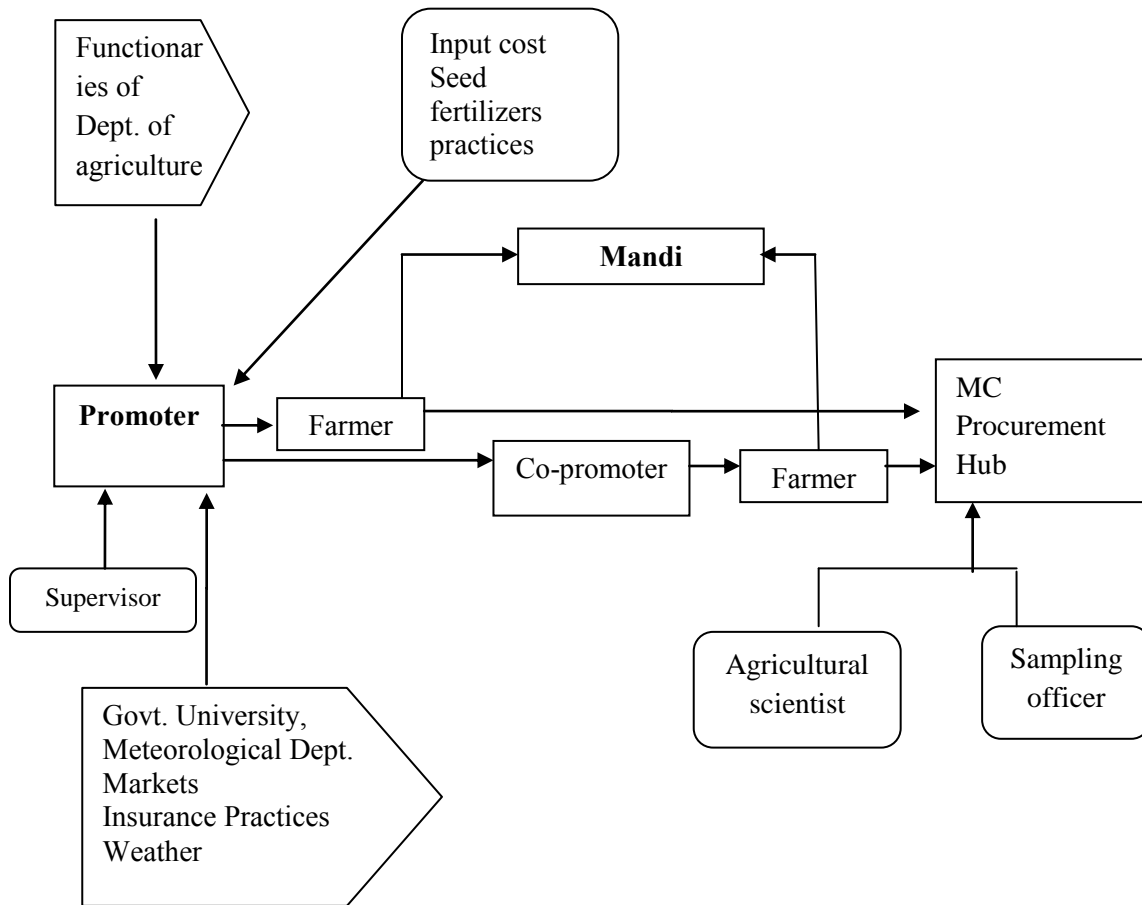 Functionar
ies of
Dept. of
agriculture
Input cost
Seed
fertilizers
practices
Mandi
Promoter
Farmer
MC
Procurement
Hub
Co-promoter
Farmer
Supervisor
Agricultural
scientist
Sampling
officer
Govt. University,
Meteorological Dept.
Markets
Insurance Practices
Weather